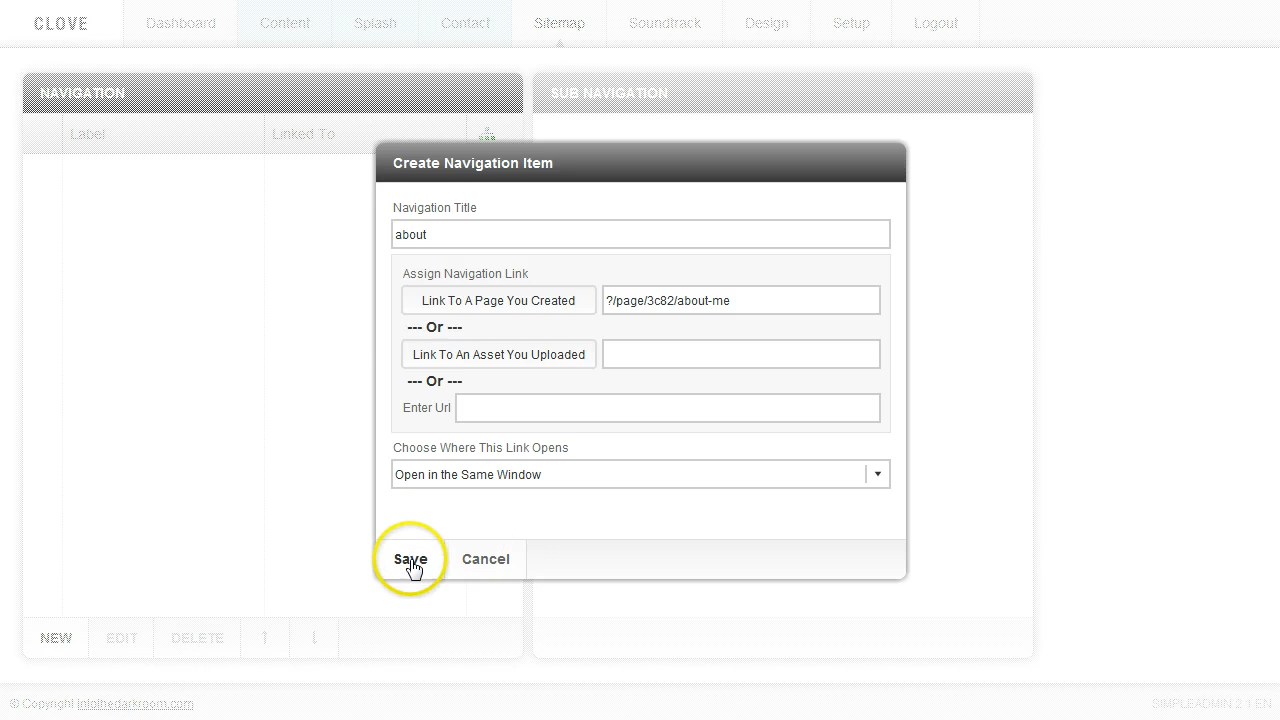 CLOVE Dashboard Content Splash Contact Sitemap Soundtrack Design Setup Logout
NAVIGATION SUB NAVIGATION
Label Linked To
Create Navigation Item
Navigation Title
about
Assign Navigation Link
Link To A Page You Created ?/page/3c82/about-me
--- Or ---
Link To An Asset You Uploaded
--- Or ---
Enter Url
Choose Where This Link Opens
Open in the Same Window
Save Cancel
NEW EDIT DELETE ↑ ↓
© Copyright SIMPLEADMIN 2.1 EN